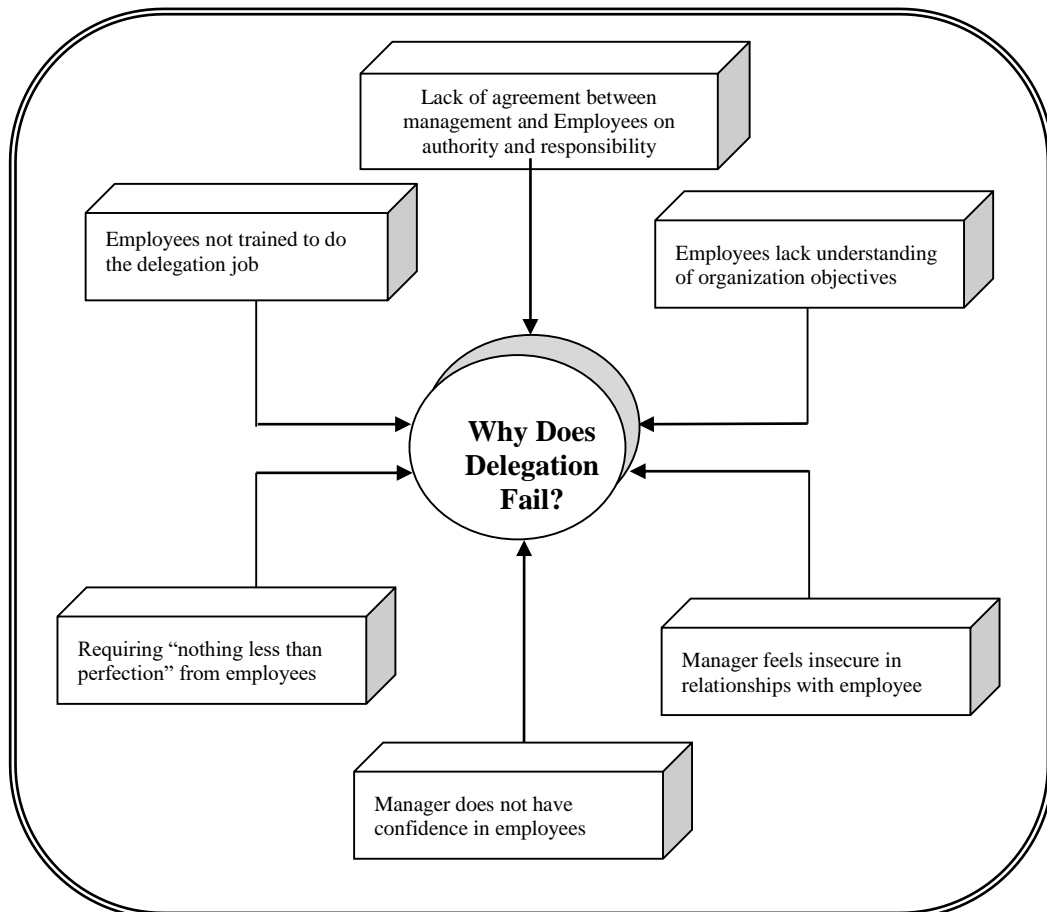 Lack of agreement between
management and Employees on
authority and responsibility
Employees not trained to do
the delegation job
Employees lack understanding
of organization objectives
Why Does
Delegation
Fail?
Requiring “nothing less than
perfection” from employees
Manager feels insecure in
relationships with employee
Manager does not have
confidence in employees